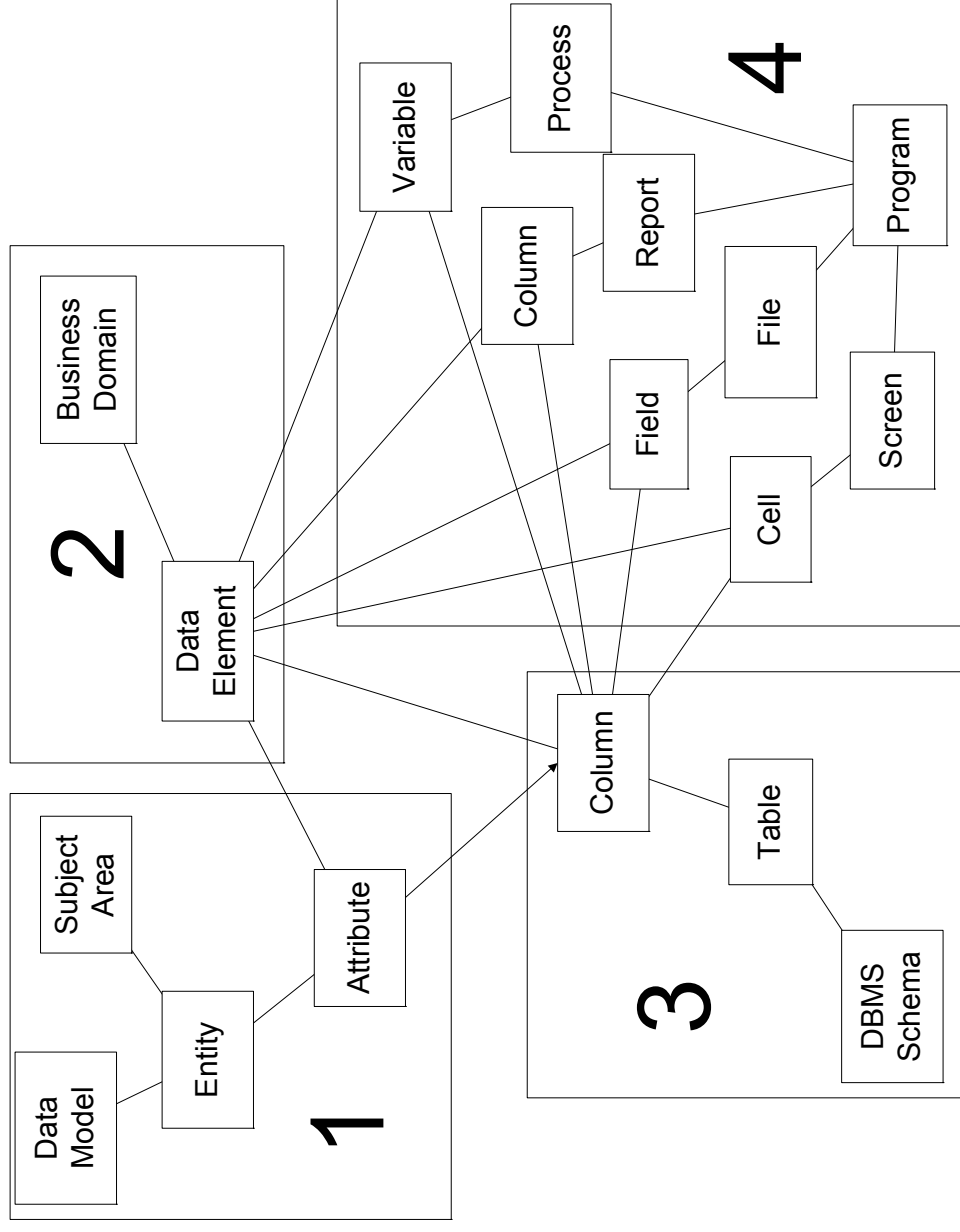 Data
Model
Subject
Area
Entity
1
Attribute
Business
Domain
2
Data
Element
Column
3
Table
DBMS
Schema
Variable
Column
Process
Field
Report
Cell
File
4
Screen
Program